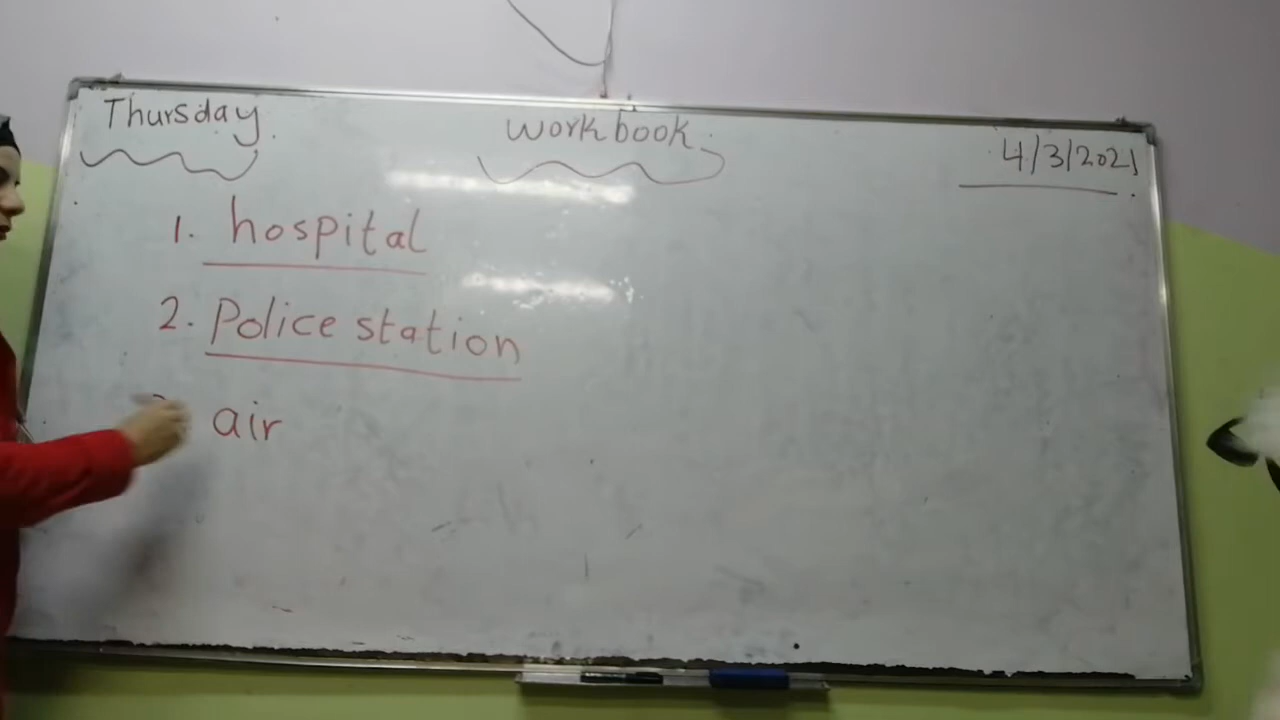 Thursday.
Workbook.
4/3/2021
1. hospital
2. Police station
air